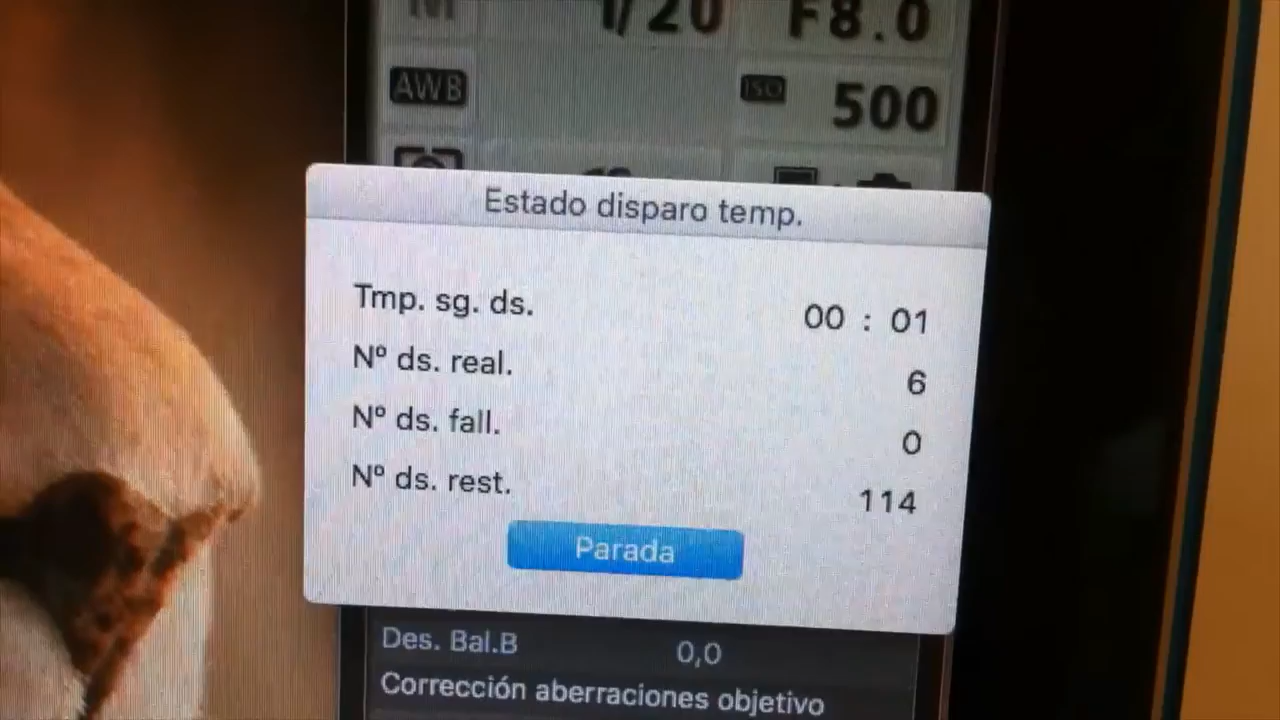 M 1/20 F8.0
AWB ISO 500
Estado disparo temp.
Tmp. sg. ds. 00 : 01
Nº ds. real. 6
Nº ds. fall. 0
Nº ds. rest. 114
Parada
Des. Bal.B 0,0
Corrección aberraciones objetivo